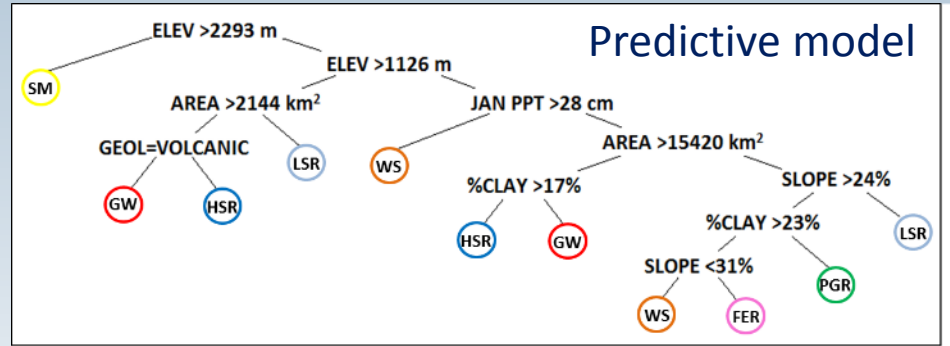 Predictive model
ELEV >2293 m
ELEV >1126 m
SM
AREA >2144 km²
JAN PPT >28 cm
GEOL=VOLCANIC
LSR
WS
AREA >15420 km²
%CLAY >17%
SLOPE >24%
GW
HSR
%CLAY >23%
LSR
HSR
GW
SLOPE <31%
PGR
WS
FER